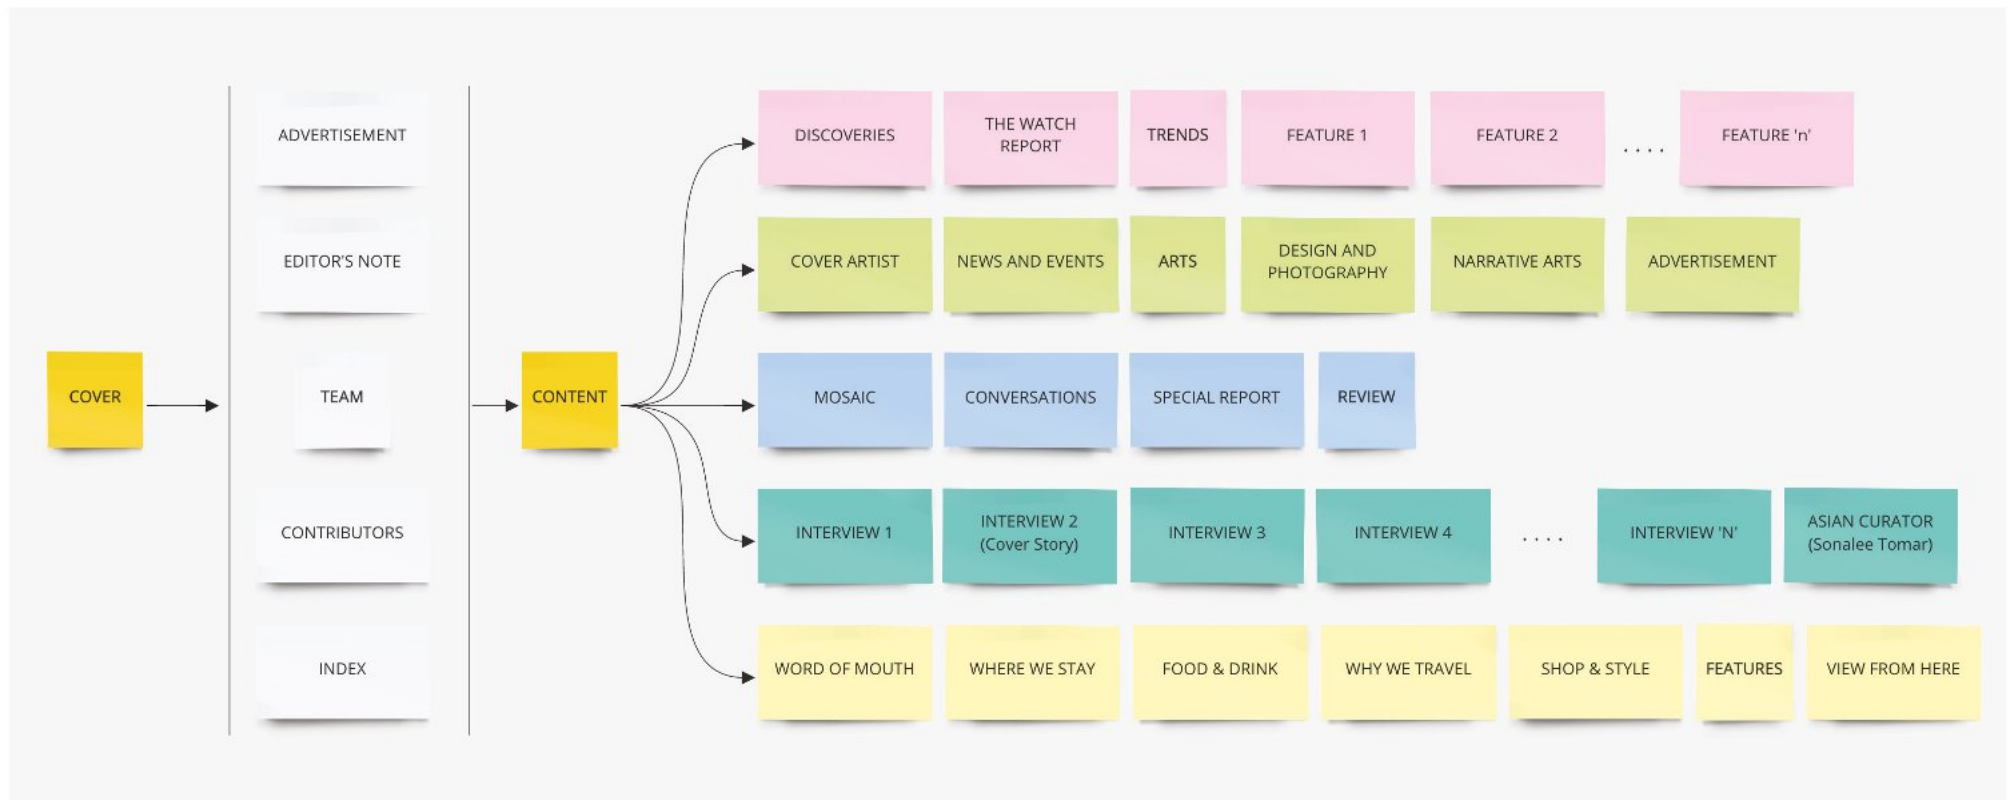 COVER
ADVERTISEMENT
EDITOR'S NOTE
TEAM
CONTRIBUTORS
INDEX
CONTENT
DISCOVERIES
THE WATCH
REPORT
TRENDS
FEATURE 1
FEATURE 2
. . . .
FEATURE 'n'
COVER ARTIST
NEWS AND EVENTS
ARTS
DESIGN AND
PHOTOGRAPHY
NARRATIVE ARTS
ADVERTISEMENT
MOSAIC
CONVERSATIONS
SPECIAL REPORT
REVIEW
INTERVIEW 1
INTERVIEW 2
(Cover Story)
INTERVIEW 3
INTERVIEW 4
. . . .
INTERVIEW 'N'
ASIAN CURATOR
(Sonalee Tomar)
WORD OF MOUTH
WHERE WE STAY
FOOD & DRINK
WHY WE TRAVEL
SHOP & STYLE
FEATURES
VIEW FROM HERE